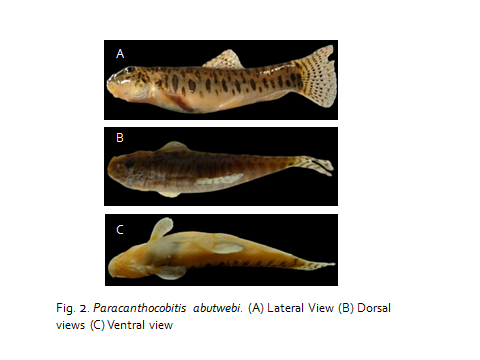 A
B
C
Fig. 2. Paracanthocobitis abutwebi. (A) Lateral View (B) Dorsal
views (C) Ventral view